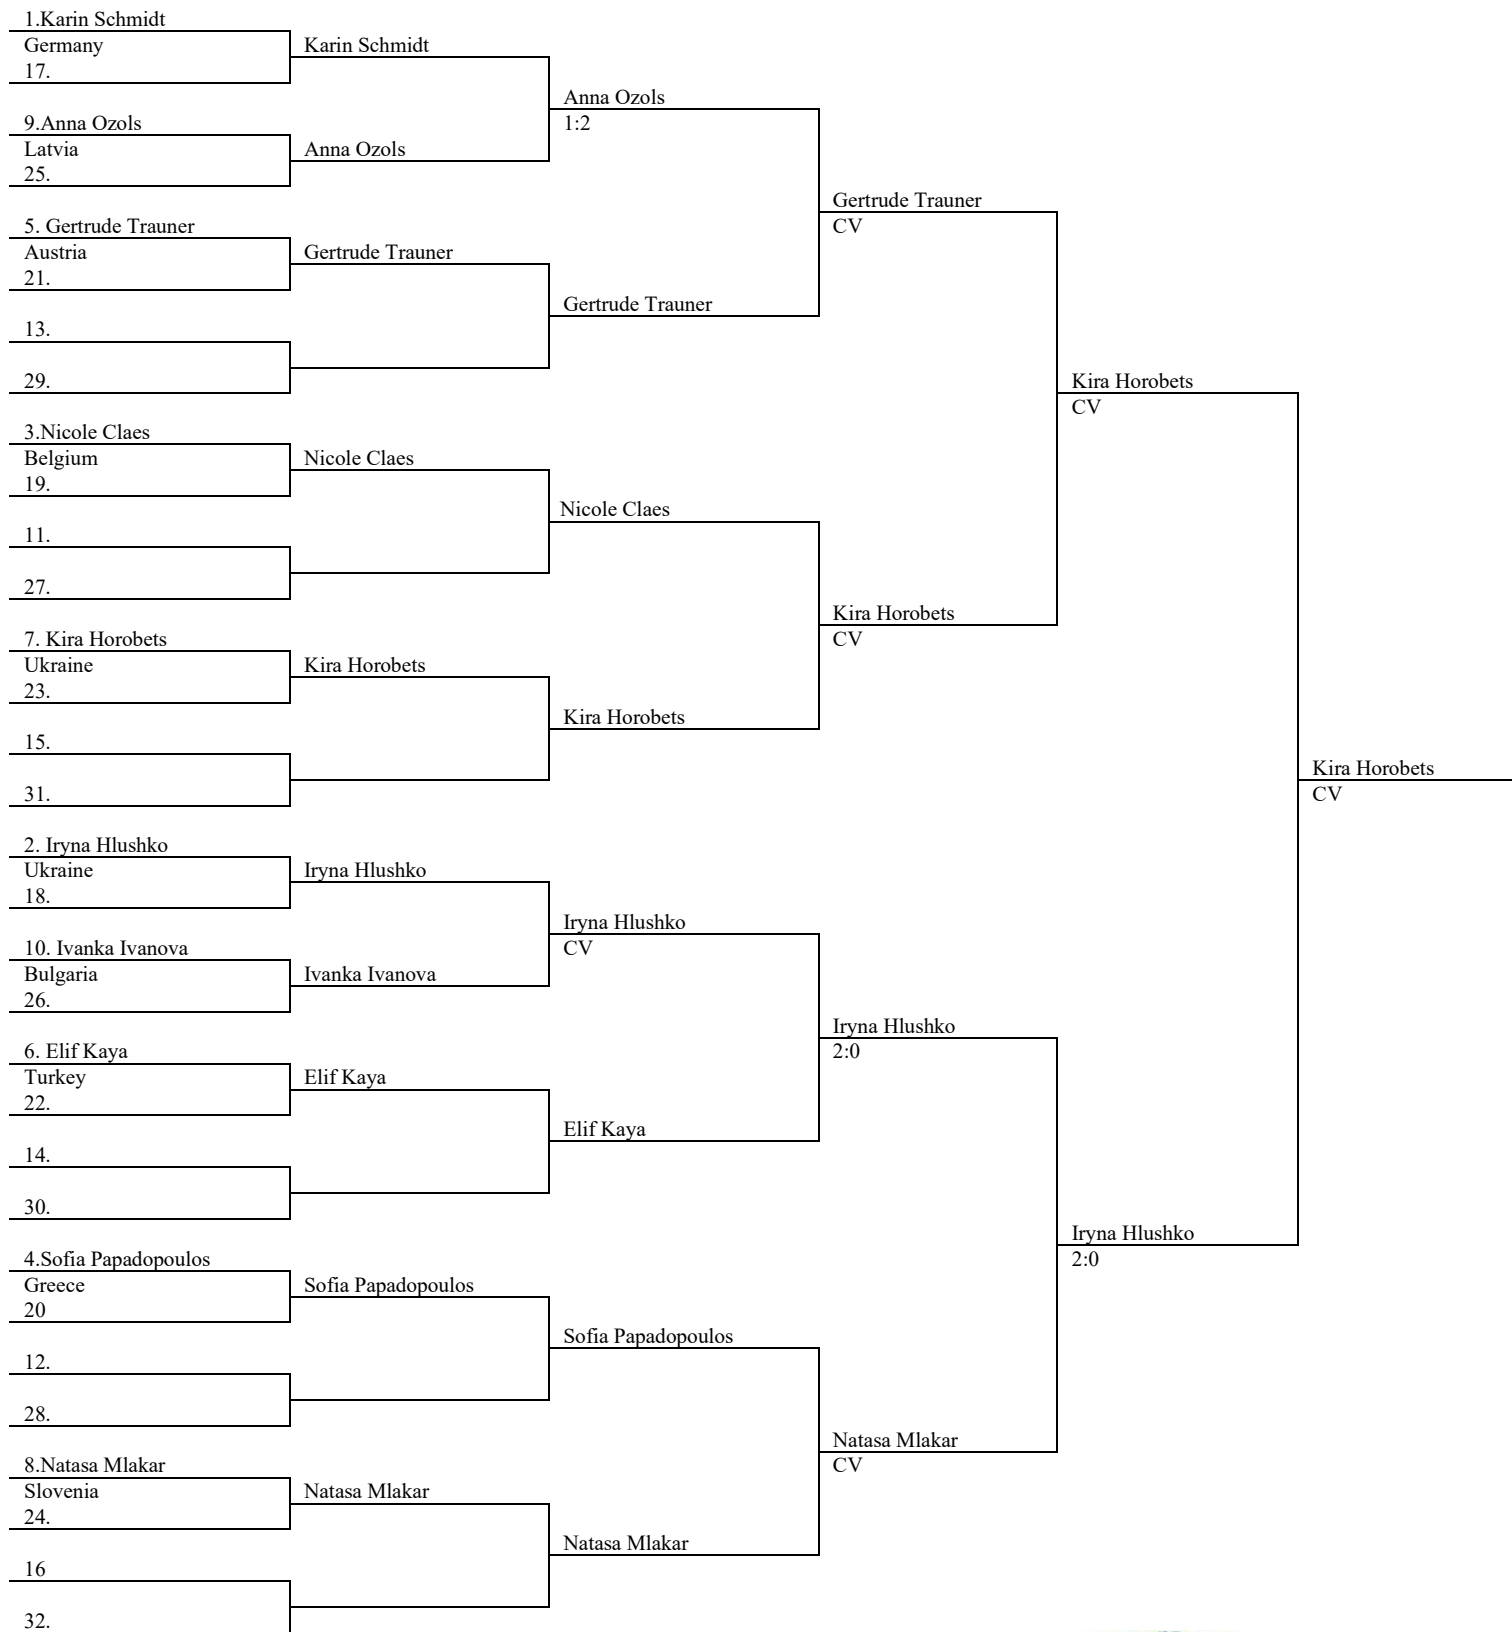 1.Karin Schmidt
Germany
17.
9.Anna Ozols
Latvia
25.
5. Gertrude Trauner
Austria
21.
13.
29.
3.Nicole Claes
Belgium
19.
11.
27.
7. Kira Horobets
Ukraine
23.
15.
31.
2. Iryna Hlushko
Ukraine
18.
10. Ivanka Ivanova
Bulgaria
26.
6. Elif Kaya
Turkey
22.
14.
30.
4.Sofia Papadopoulos
Greece
20
12.
28.
8.Natasa Mlakar
Slovenia
24.
16
32.
Karin Schmidt
Anna Ozols
Gertrude Trauner
Nicole Claes
Kira Horobets
Iryna Hlushko
Ivanka Ivanova
Elif Kaya
Sofia Papadopoulos
Natasa Mlakar
Anna Ozols
1:2
Gertrude Trauner
Nicole Claes
Kira Horobets
Iryna Hlushko
CV
Elif Kaya
Sofia Papadopoulos
Natasa Mlakar
Gertrude Trauner
CV
Kira Horobets
CV
Iryna Hlushko
2:0
Natasa Mlakar
CV
Kira Horobets
CV
Iryna Hlushko
2:0
Kira Horobets
CV